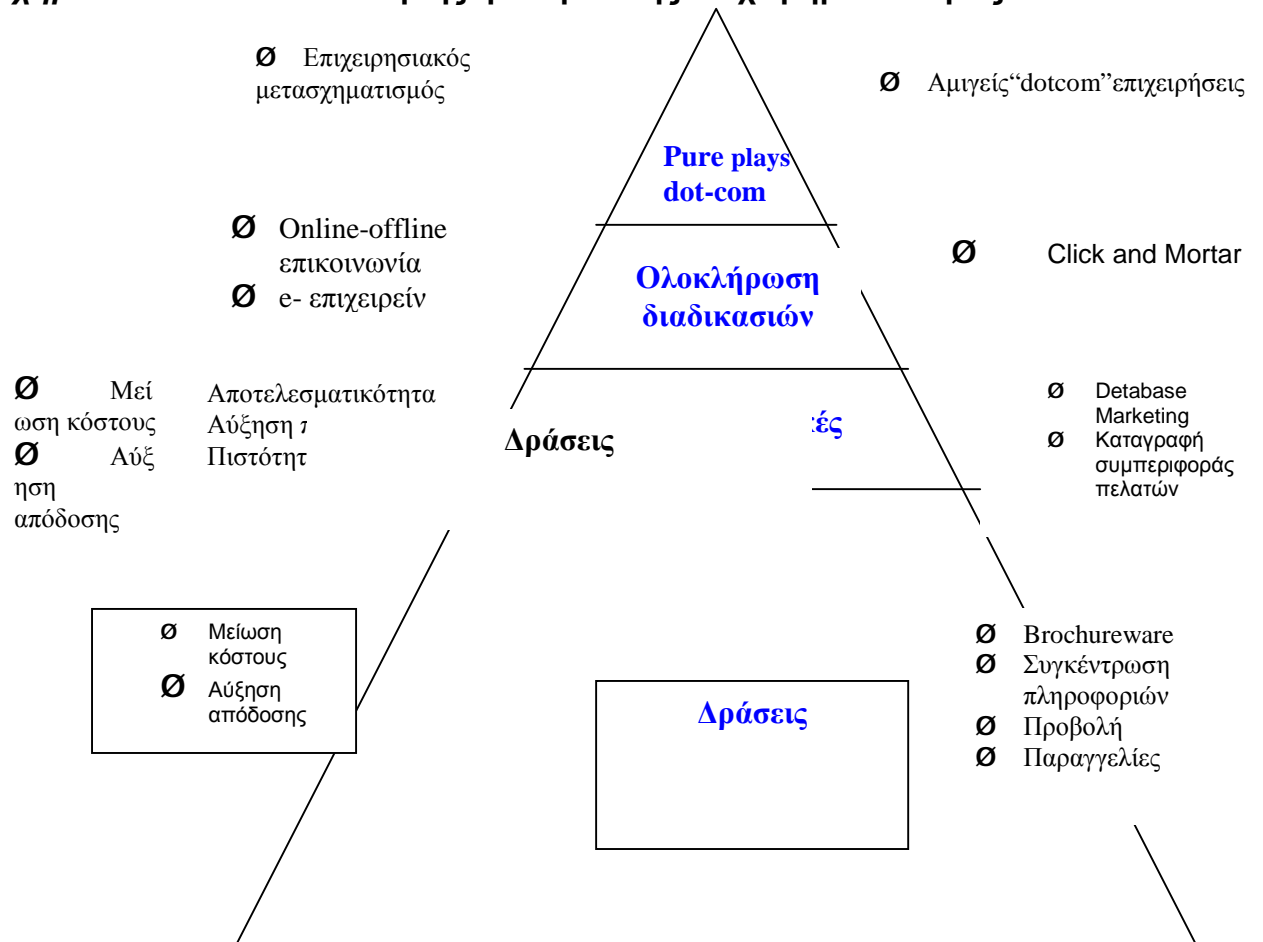 Ø Επιχειρησιακός
μετασχηματισμός
Ø Αμιγείς“dotcom”επιχειρήσεις
Pure plays
dot-com
Ø Online-offline
επικοινωνία
Ø e- επιχειρείν
Ολοκλήρωση
διαδικασιών
Ø Click and Mortar
Ø Μεί
ωση κόστους
Ø Αύξ
ηση
απόδοσης
Αποτελεσματικότητα
Αύξηση
Πιστότητ
Δράσεις
ές
Ø Detabase
Marketing
Ø Καταγραφή
συμπεριφοράς
πελατών
Ø Μείωση
κόστους
Ø Αύξηση
απόδοσης
Δράσεις
Ø Brochureware
Ø Συγκέντρωση
πληροφοριών
Ø Προβολή
Ø Παραγγελίες